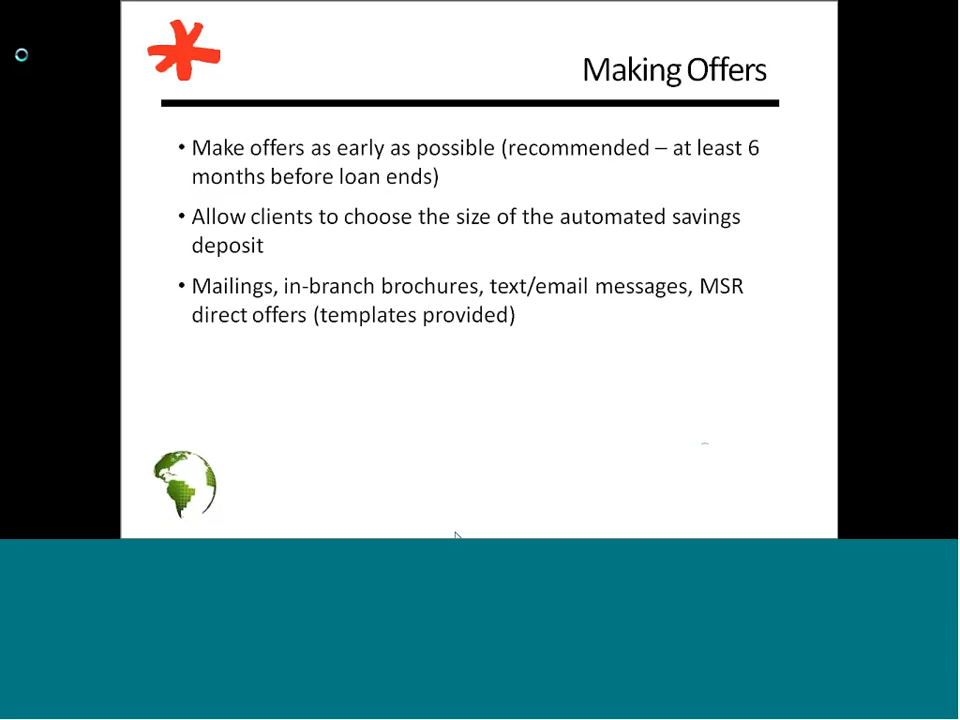 Making Offers
• Make offers as early as possible (recommended – at least 6
months before loan ends)
• Allow clients to choose the size of the automated savings
deposit
• Mailings, in-branch brochures, text/email messages, MSR
direct offers (templates provided)